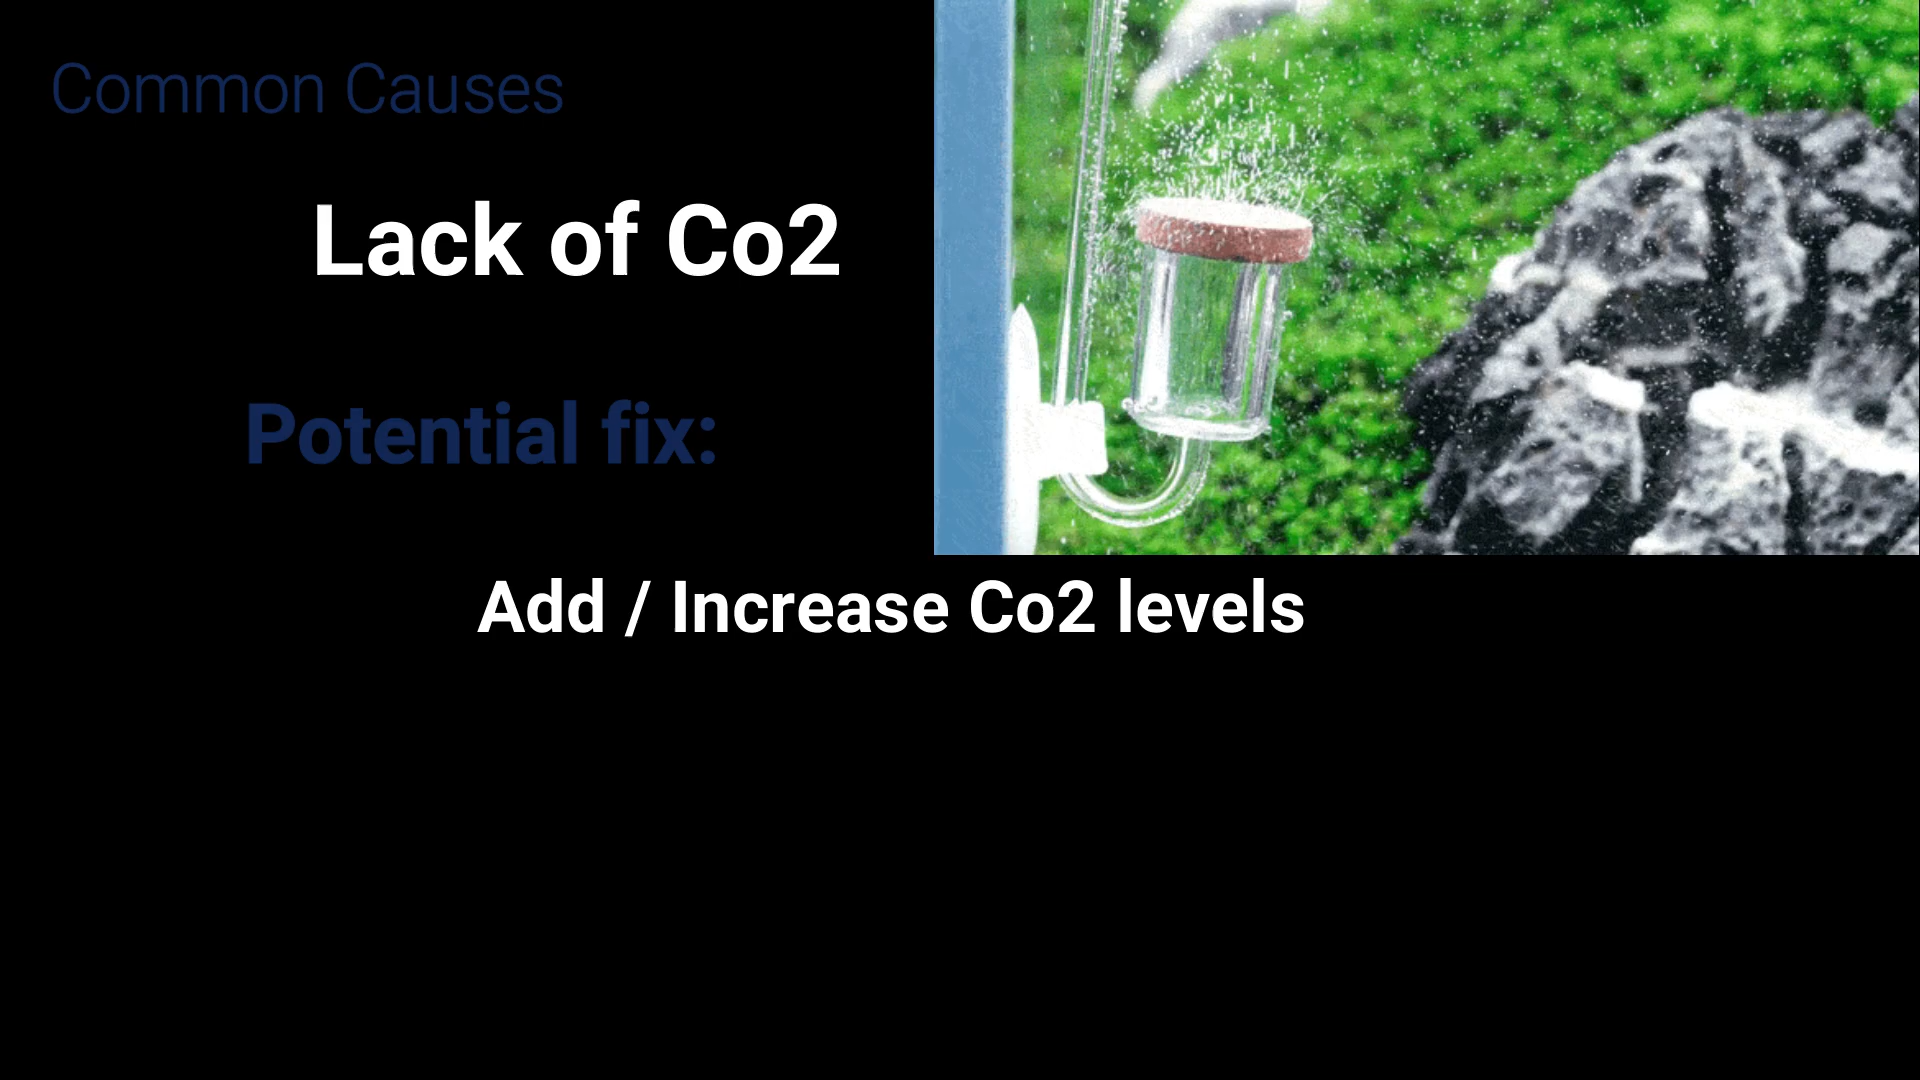 Common Causes
Lack of Co2
Potential fix:
Add / Increase Co2 levels